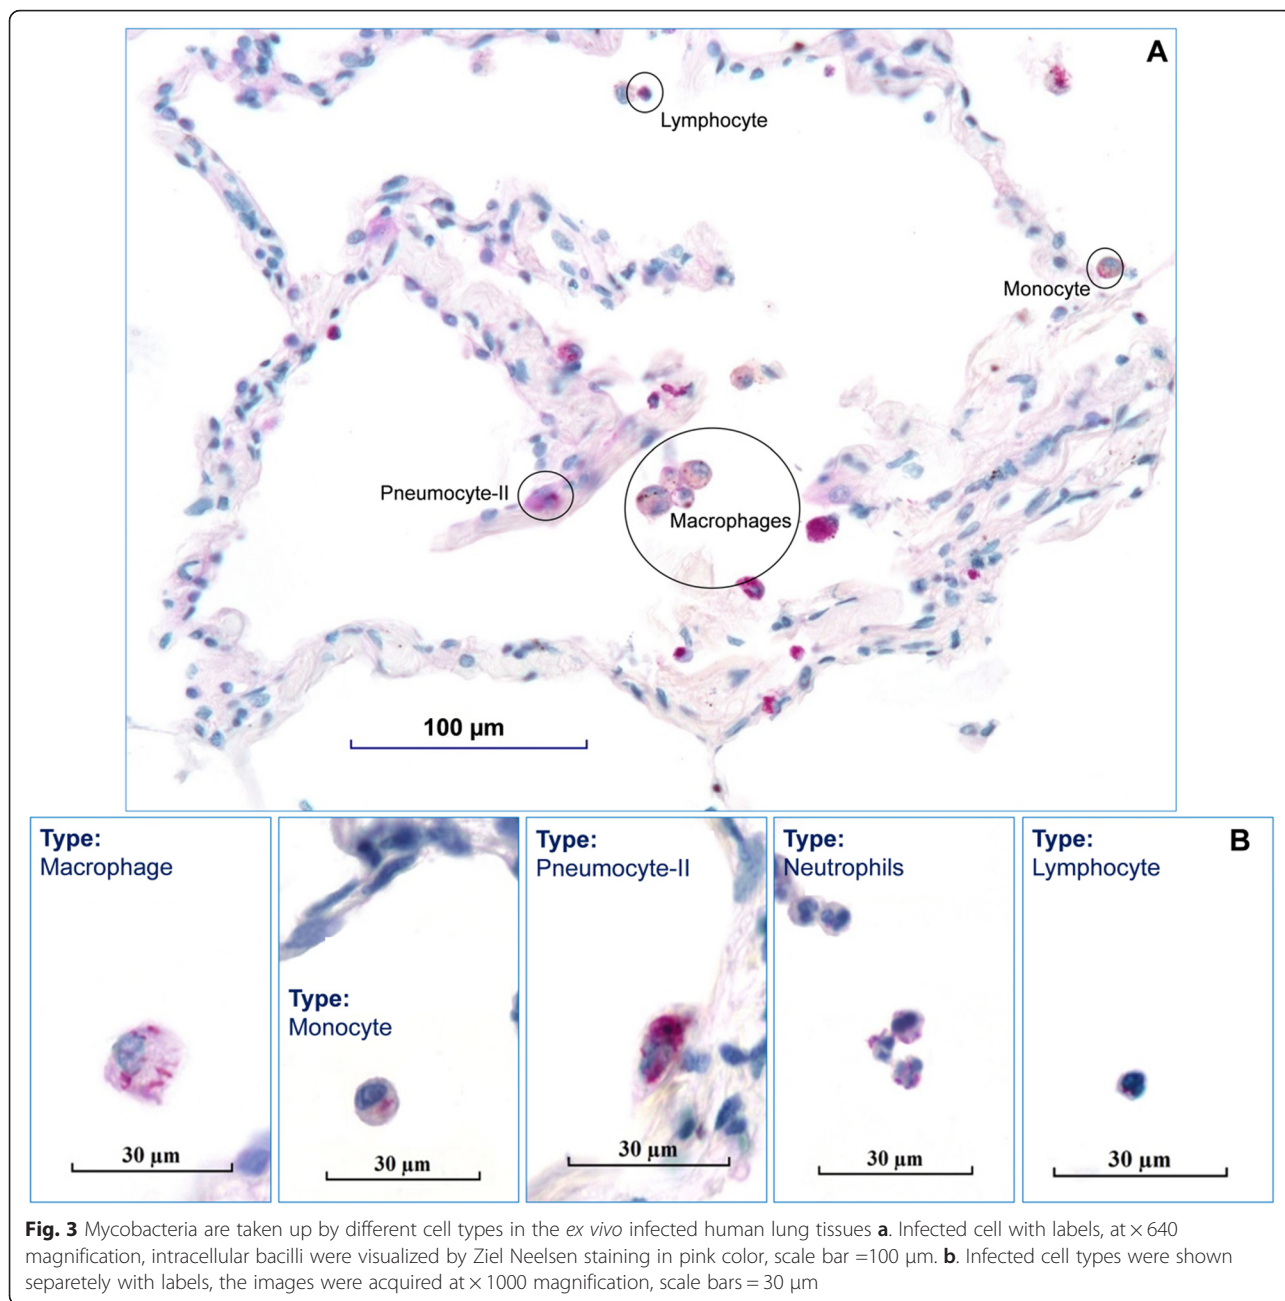 A
Lymphocyte
Monocyte
Pneumocyte-II
Macrophages
100 µm
B
Type:
Macrophage
30 µm
Type:
Monocyte
30 µm
Type:
Pneumocyte-II
30 µm
Type:
Neutrophils
30 µm
Type:
Lymphocyte
30 µm
Fig. 3 Mycobacteria are taken up by different cell types in the ex vivo infected human lung tissues a. Infected cell with labels, at × 640
magnification, intracellular bacilli were visualized by Ziel Neelsen staining in pink color, scale bar =100 µm. b. Infected cell types were shown
separetely with labels, the images were acquired at × 1000 magnification, scale bars = 30 µm